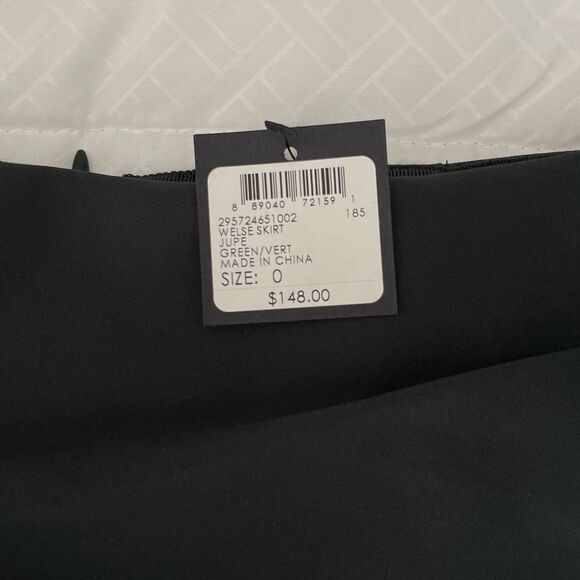 8 89040 72159 1
295724651002 185
WELSE SKIRT
JUPE
GREEN/VERT
MADE IN CHINA
SIZE: 0
$148.00